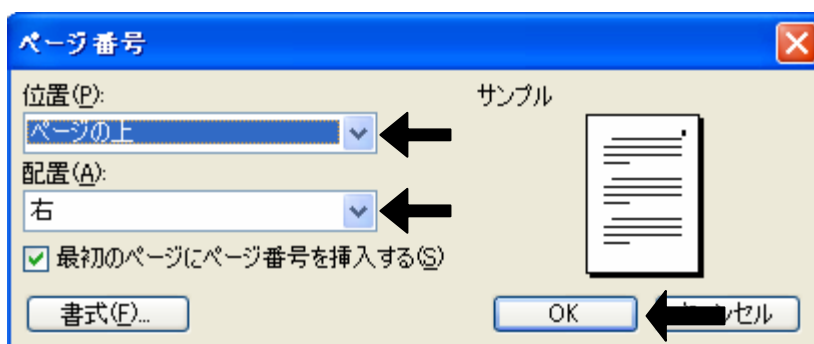 ページ番号
位置(P):
サンプル
ページの上
配置(A):
右
最初のページにページ番号を挿入する(S)
書式(F)...
OK